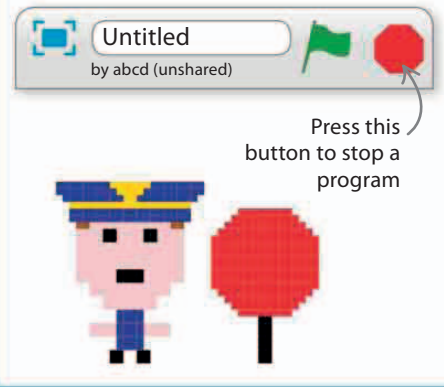 Untitled
by abcd (unshared)
Press this
button to stop a
program